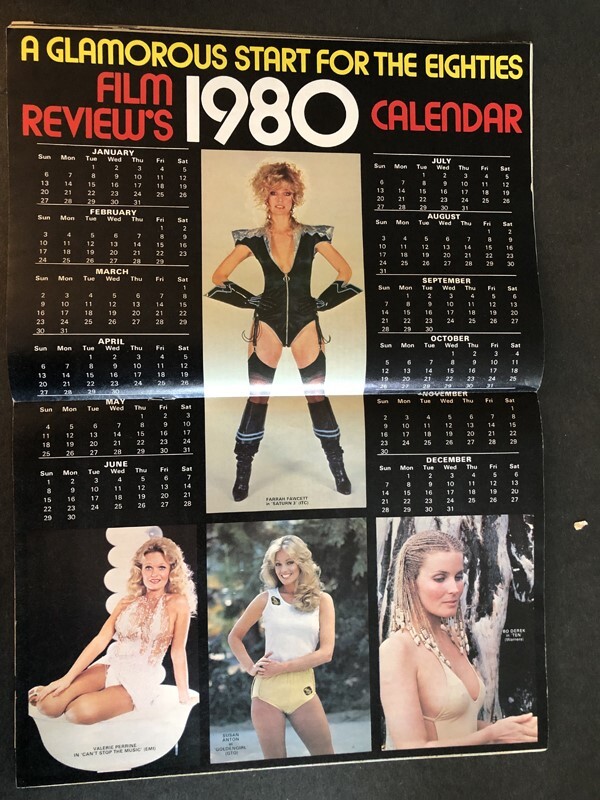 A GLAMOROUS START FOR THE EIGHTIES
FILM REVIEW'S 1980 CALENDAR
JANUARY
Sun Mon Tue Wed Thu Fri Sat
1 2 3 4 5
6 7 8 9 10 11 12
13 14 15 16 17 18 19
20 21 22 23 24 25 26
27 28 29 30 31
FEBRUARY
Sun Mon Tue Wed Thu Fri Sat
1 2
3 4 5 6 7 8 9
10 11 12 13 14 15 16
17 18 19 20 21 22 23
24 25 26 27 28 29
MARCH
Sun Mon Tue Wed Thu Fri Sat
1
2 3 4 5 6 7 8
9 10 11 12 13 14 15
16 17 18 19 20 21 22
23 24 25 26 27 28 29
30 31
APRIL
Sun Mon Tue Wed Thu Fri Sat
1 2 3 4 5
6 7 8 9 10 11 12
13 14 15 16 17 18 19
20 21 22 23 24 25 26
27 28 29 30
MAY
Sun Mon Tue Wed Thu Fri Sat
1 2 3
4 5 6 7 8 9 10
11 12 13 14 15 16 17
18 19 20 21 22 23 24
25 26 27 28 29 30 31
JUNE
Sun Mon Tue Wed Thu Fri Sat
1 2 3 4 5 6 7
8 9 10 11 12 13 14
15 16 17 18 19 20 21
22 23 24 25 26 27 28
29 30
JULY
Sun Mon Tue Wed Thu Fri Sat
1 2 3 4 5
6 7 8 9 10 11 12
13 14 15 16 17 18 19
20 21 22 23 24 25 26
27 28 29 30 31
AUGUST
Sun Mon Tue Wed Thu Fri Sat
1 2
3 4 5 6 7 8 9
10 11 12 13 14 15 16
17 18 19 20 21 22 23
24 25 26 27 28 29 30
31
SEPTEMBER
Sun Mon Tue Wed Thu Fri Sat
1 2 3 4 5 6
7 8 9 10 11 12 13
14 15 16 17 18 19 20
21 22 23 24 25 26 27
28 29 30
OCTOBER
Sun Mon Tue Wed Thu Fri Sat
1 2 3 4
5 6 7 8 9 10 11
12 13 14 15 16 17 18
19 20 21 22 23 24 25
26 27 28 29 30 31
NOVEMBER
Sun Mon Tue Wed Thu Fri Sat
1
2 3 4 5 6 7 8
9 10 11 12 13 14 15
16 17 18 19 20 21 22
23 24 25 26 27 28 29
30
DECEMBER
Sun Mon Tue Wed Thu Fri Sat
1 2 3 4 5 6
7 8 9 10 11 12 13
14 15 16 17 18 19 20
21 22 23 24 25 26 27
28 29 30 31
FARRAH FAWCETT
in 'SATURN 3' (ITC)
VALERIE PERRINE
IN 'CAN'T STOP THE MUSIC' (EMI)
SUSAN
ANTON
in
'GOLDENGIRL'
BO DEREK
in 'TEN'
(Warners)